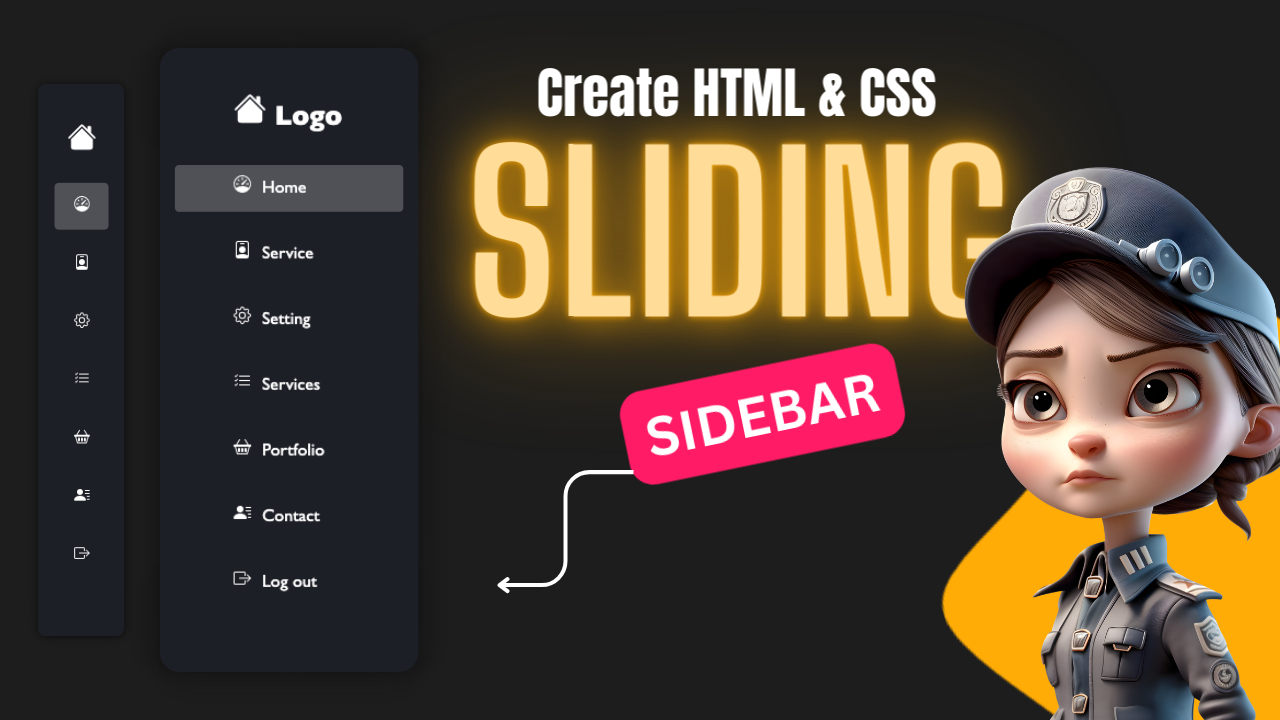 Logo
Home
Service
Setting
Services
Portfolio
Contact
Log out
Create HTML & CSS
SLIDING
SIDEBAR